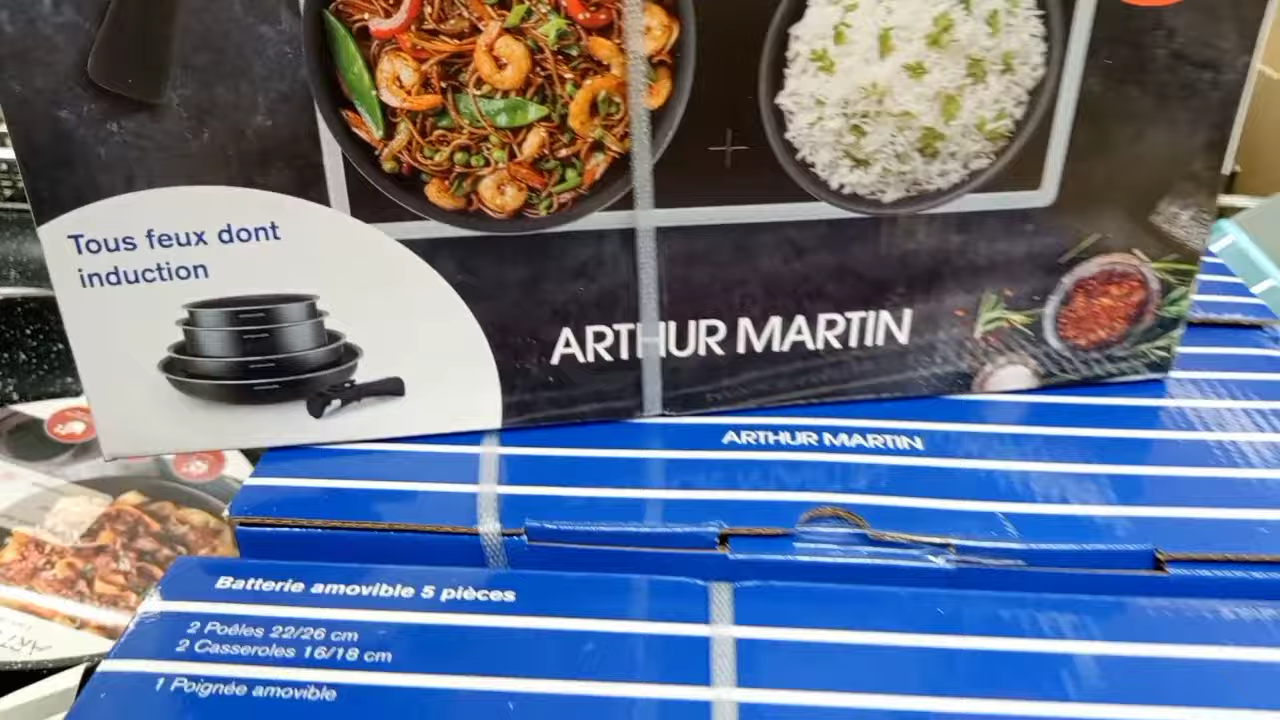 Tous feux dont
induction
ARTHUR MARTIN
ARTHUR MARTIN
Batterie amovible 5 pièces
2 Poêles 22/26 cm
2 Casseroles 16/18 cm
1 Poignée amovible